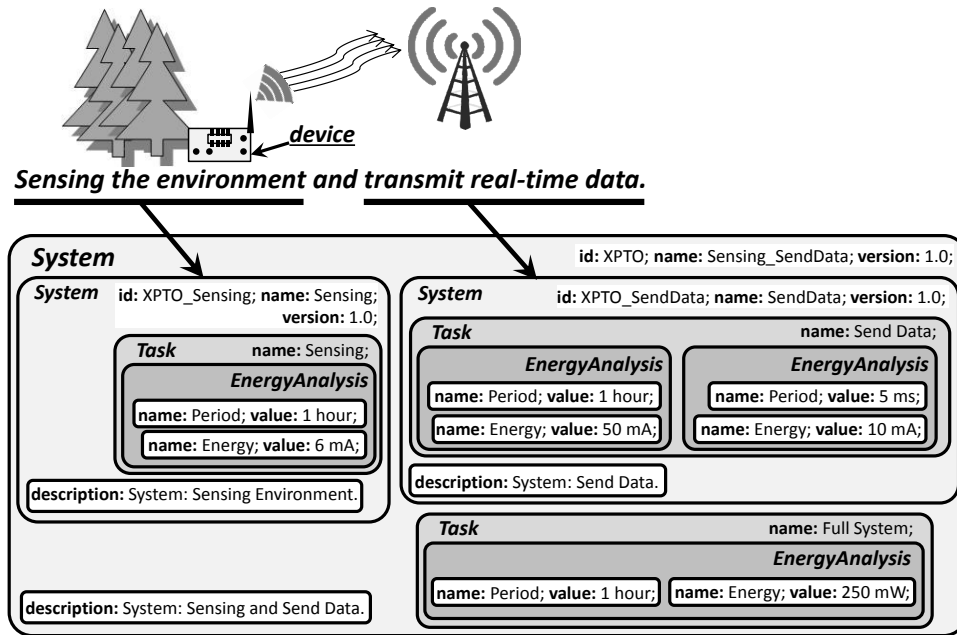 device
Sensing the environment and transmit real-time data.
System
id: XPTO; name: Sensing_SendData; version: 1.0;
System
id: XPTO_Sensing; name: Sensing;
version: 1.0;
Task
name: Sensing;
EnergyAnalysis
name: Period; value: 1 hour;
name: Energy; value: 6 mA;
description: System: Sensing Environment.
System
id: XPTO_SendData; name: SendData; version: 1.0;
Task
name: Send Data;
EnergyAnalysis
name: Period; value: 1 hour;
name: Energy; value: 50 mA;
EnergyAnalysis
name: Period; value: 5 ms;
name: Energy; value: 10 mA;
description: System: Send Data.
Task
name: Full System;
EnergyAnalysis
name: Period; value: 1 hour;
name: Energy; value: 250 mW;
description: System: Sensing and Send Data.